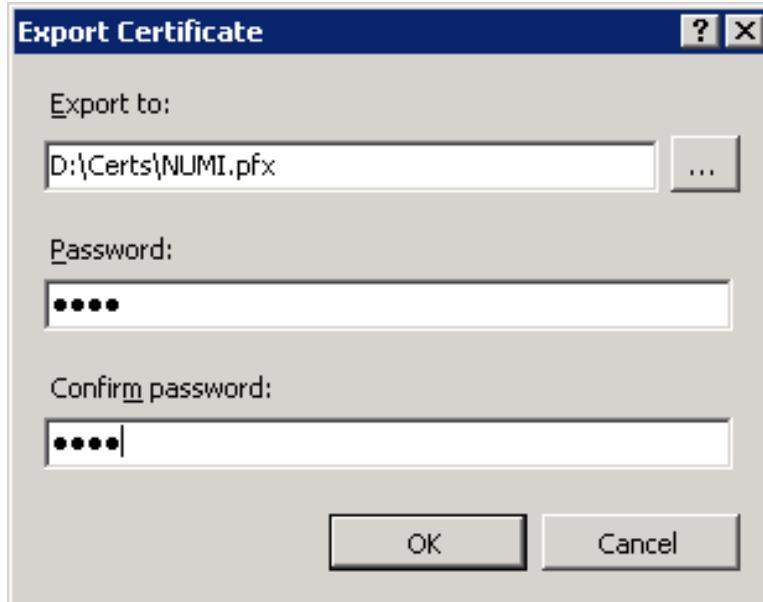 Export Certificate
Export to:
D:\Certs\NUMI.pfx
...
Password:
••••
Confirm password:
••••
OK Cancel